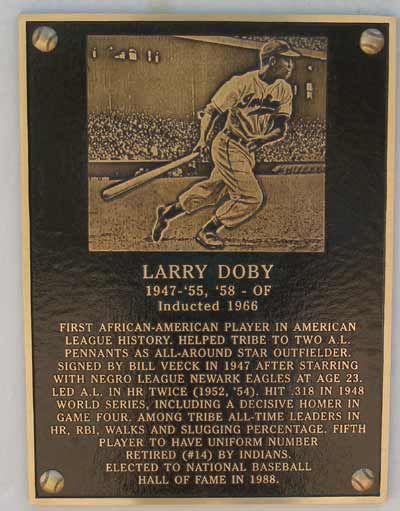 Indians
LARRY DOBY
1947-'55, '58 - OF
Inducted 1966
FIRST AFRICAN-AMERICAN PLAYER IN AMERICAN
LEAGUE HISTORY. HELPED TRIBE TO TWO A.L.
PENNANTS AS ALL-AROUND STAR OUTFIELDER.
SIGNED BY BILL VEECK IN 1947 AFTER STARRING
WITH NEGRO LEAGUE NEWARK EAGLES AT AGE 23.
LED A.L. IN HR TWICE (1952, '54). HIT .318 IN 1948
WORLD SERIES, INCLUDING A DECISIVE HOMER IN
GAME FOUR. AMONG TRIBE ALL-TIME LEADERS IN
HR, RBI, WALKS AND SLUGGING PERCENTAGE. FIFTH
PLAYER TO HAVE UNIFORM NUMBER
RETIRED (#14) BY INDIANS.
ELECTED TO NATIONAL BASEBALL
HALL OF FAME IN 1988.